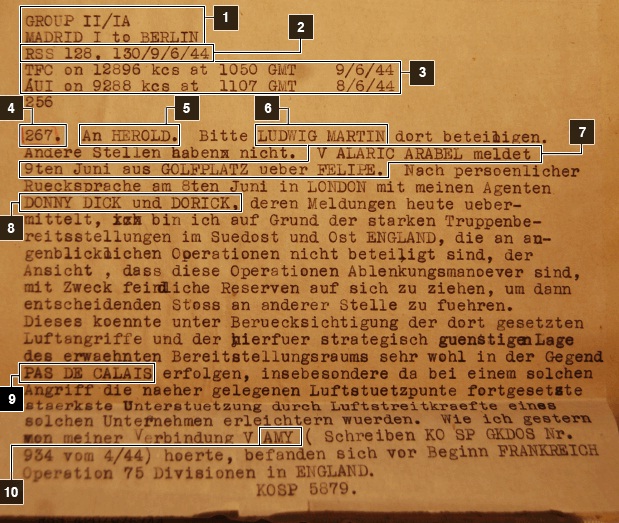 1
2
3
4
5
6
7
8
9
10
GROUP II/IA
MADRID I to BERLIN
RSS 128. 130/9/6/44
TFC on 12896 kcs at 1050 GMT 9/6/44
AUI on 9288 kcs at 1107 GMT 8/6/44
256
267. An HEROLD. Bitte LUDWIG MARTIN dort beteiligen.
Andere Stellen habenx nicht. V ALARIC ARABEL meldet
9ten Juni aus GOLFPLATZ ueber FELIPE. Nach persoenlicher
Ruecksprache am 8ten Juni in LONDON mit meinen Agenten
DONNY DICK und DORICK, deren Meldungen heute ueber-
mittelt, xxx bin ich auf Grund der starken Truppenbe-
reitsstellungen im Suedost und Ost ENGLAND, die an au-
genblicklichen Operationen nicht beteiligt sind, der
Ansicht , dass diese Operationen Ablenkungsmanoever sind,
mit Zweck feindliche Reserven auf sich zu ziehen, um dann
entscheidenden Stoss an anderer Stelle zu fuehren.
Dieses koennte unter Beruecksichtigung der dort gesetzten
Luftangriffe und der hierfuer strategisch guenstigen Lage
des erwaehnten Bereitstellungsraums sehr wohl in der Gegend
PAS DE CALAIS erfolgen, insbesondere da bei einem solchen
Angriff die naeher gelegenen Luftstuetzpunte fortgesetzte
staerkste Unterstuetzung durch Luftstreitkraefte eines
solchen Unternehmen erleichtern wuerden. Wie ich gestern
von meiner Verbindung V AMY ( Schreiben KO SP GKDOS Nr.
934 vom 4/44) hoerte, befanden sich vor Beginn FRANKREICH
Operation 75 Divisionen in ENGLAND.
KOSP 5879.